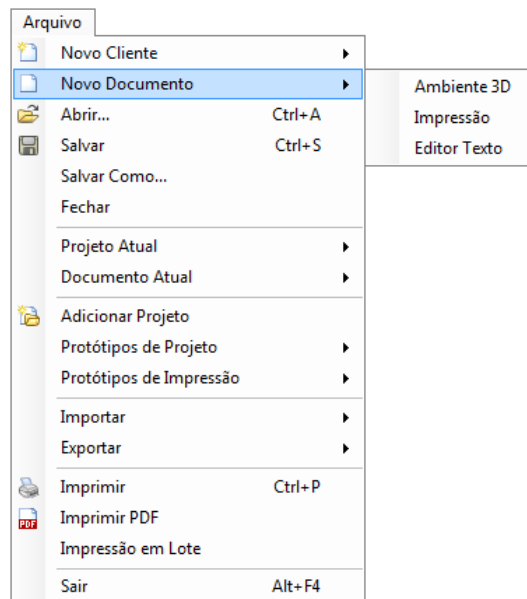 Arquivo
Novo Cliente
Novo Documento
Ambiente 3D
Abrir... Ctrl+A
Impressão
Salvar Ctrl+S
Editor Texto
Salvar Como...
Fechar
Projeto Atual
Documento Atual
Adicionar Projeto
Protótipos de Projeto
Protótipos de Impressão
Importar
Exportar
Imprimir Ctrl+P
PDF Imprimir PDF
Impressão em Lote
Sair Alt+F4